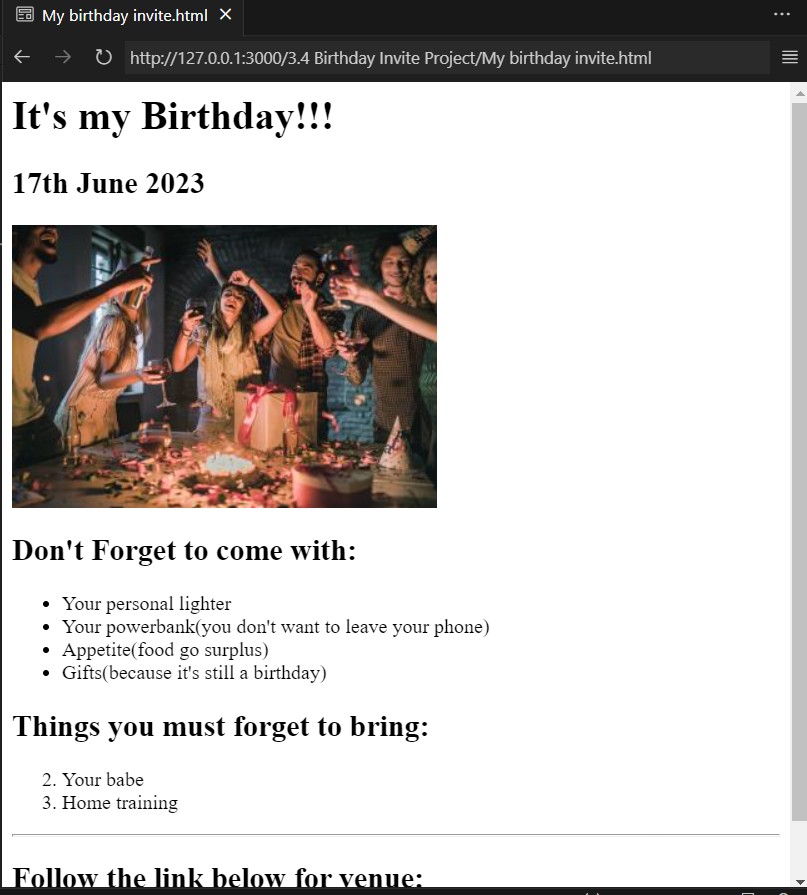 My birthday invite.html
http://127.0.0.1:3000/3.4 Birthday Invite Project/My birthday invite.html
It's my Birthday!!!
17th June 2023
Don't Forget to come with:
• Your personal lighter
• Your powerbank(you don't want to leave your phone)
• Appetite(food go surplus)
• Gifts(because it's still a birthday)
Things you must forget to bring:
2. Your babe
3. Home training
Follow the link below for venue: